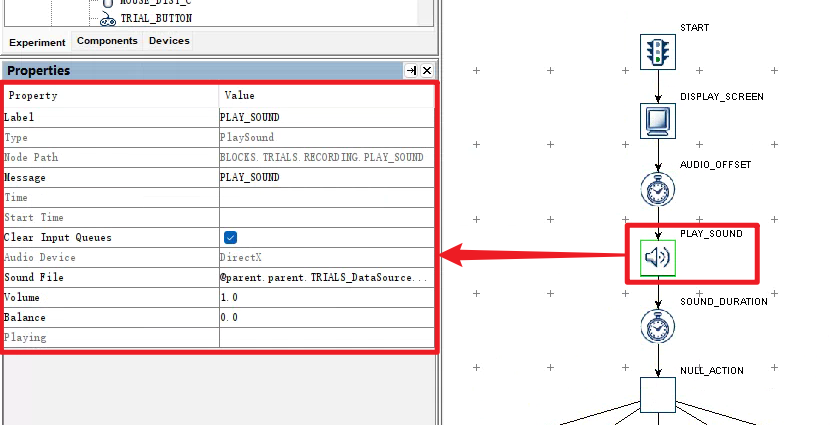 MOUSE_DIST_C
TRIAL_BUTTON
Experiment Components Devices
Properties
Property Value
Label PLAY_SOUND
Type PlaySound
Node Path BLOCKS.TRIALS.RECORDING.PLAY_SOUND
Message PLAY_SOUND
Time
Start Time
Clear Input Queues
Audio Device DirectX
Sound File @parent.parent.TRIALS_DataSource...
Volume 1.0
Balance 0.0
Playing
START
DISPLAY_SCREEN
AUDIO_OFFSET
PLAY_SOUND
SOUND_DURATION
NULL_ACTION